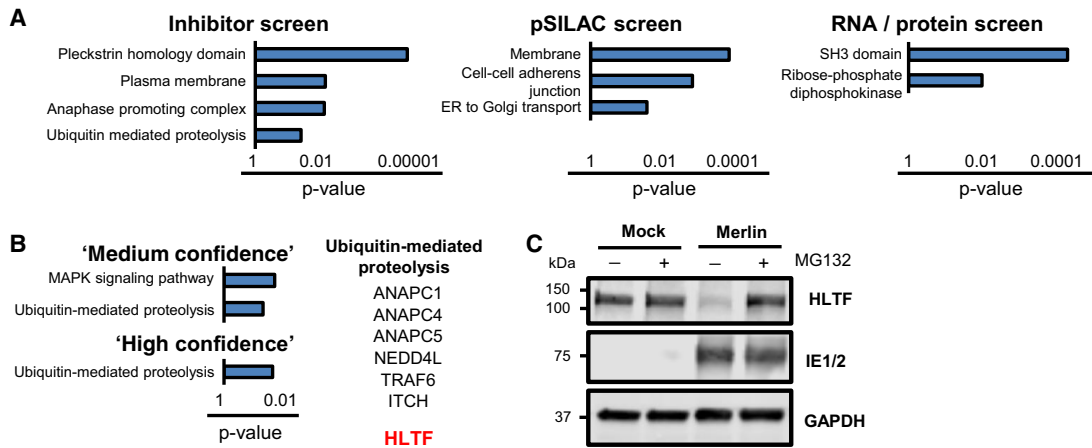 A
Inhibitor screen
Pleckstrin homology domain
Plasma membrane
Anaphase promoting complex
Ubiquitin mediated proteolysis
1 0.01 0.00001
p-value
pSILAC screen
Membrane
Cell-cell adherens
junction
ER to Golgi transport
1 0.01 0.0001
p-value
RNA / protein screen
SH3 domain
Ribose-phosphate
diphosphokinase
1 0.01 0.0001
p-value
B
'Medium confidence'
MAPK signaling pathway
Ubiquitin-mediated proteolysis
'High confidence'
Ubiquitin-mediated proteolysis
1 0.01
p-value
Ubiquitin-mediated
proteolysis
ANAPC1
ANAPC4
ANAPC5
NEDD4L
TRAF6
ITCH
HLTF
C
Mock Merlin
kDa – + – + MG132
150
100
HLTF
75
IE1/2
37
GAPDH